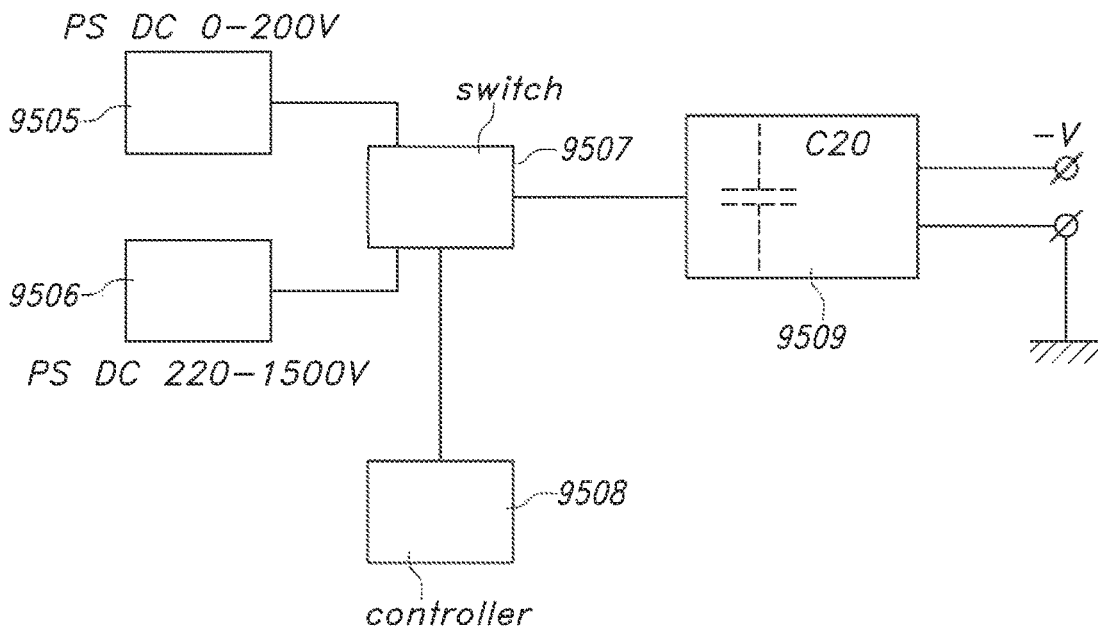 PS DC 0-200V
9505
switch
9507
C20
-V
9506
PS DC 220-1500V
9509
9508
controller